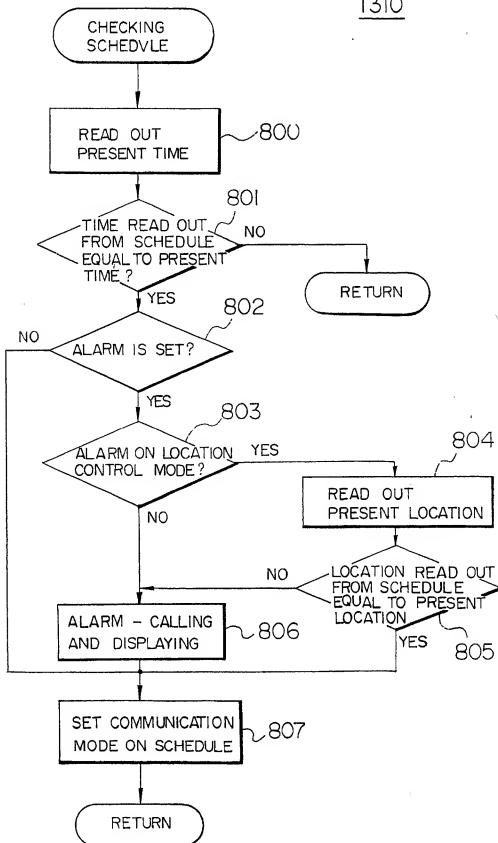 1310
CHECKING
SCHEDVLE
READ OUT
PRESENT TIME
800
TIME READ OUT
FROM SCHEDULE
EQUAL TO PRESENT
TIME?
801
NO
RETURN
YES
802
NO
ALARM IS SET?
YES
803
ALARM ON LOCATION
CONTROL MODE?
YES
804
READ OUT
PRESENT LOCATION
NO
NO
LOCATION READ OUT
FROM SCHEDULE
EQUAL TO PRESENT
LOCATION
805
YES
ALARM - CALLING
AND DISPLAYING
806
SET COMMUNICATION
MODE ON SCHEDULE
807
RETURN